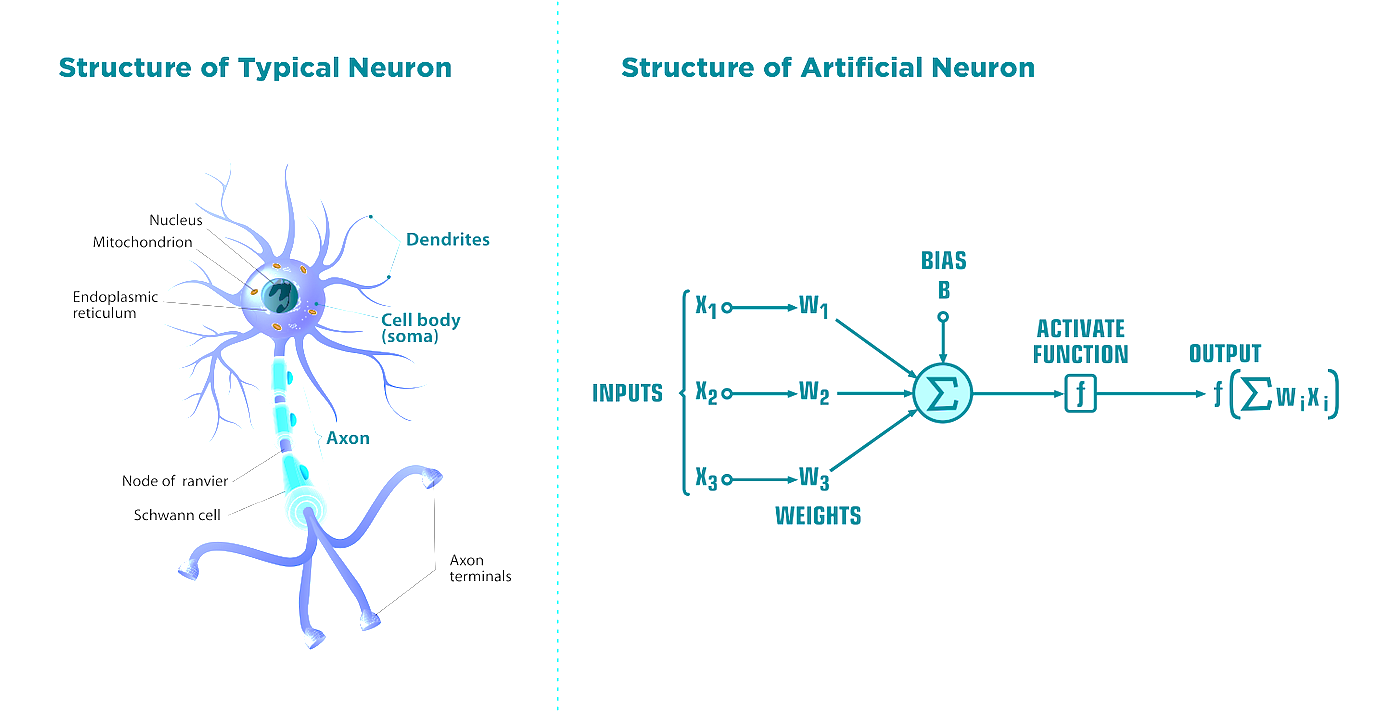 Structure of Typical Neuron
Nucleus
Mitochondrion
Dendrites
Endoplasmic
reticulum
Cell body
(soma)
Axon
Node of ranvier
Schwann cell
Axon
terminals
Structure of Artificial Neuron
BIAS
B
X1 W1
ACTIVATE
FUNCTION
OUTPUT
INPUTS X2 W2 Σ f f(Σ wixi)
X3 W3
WEIGHTS